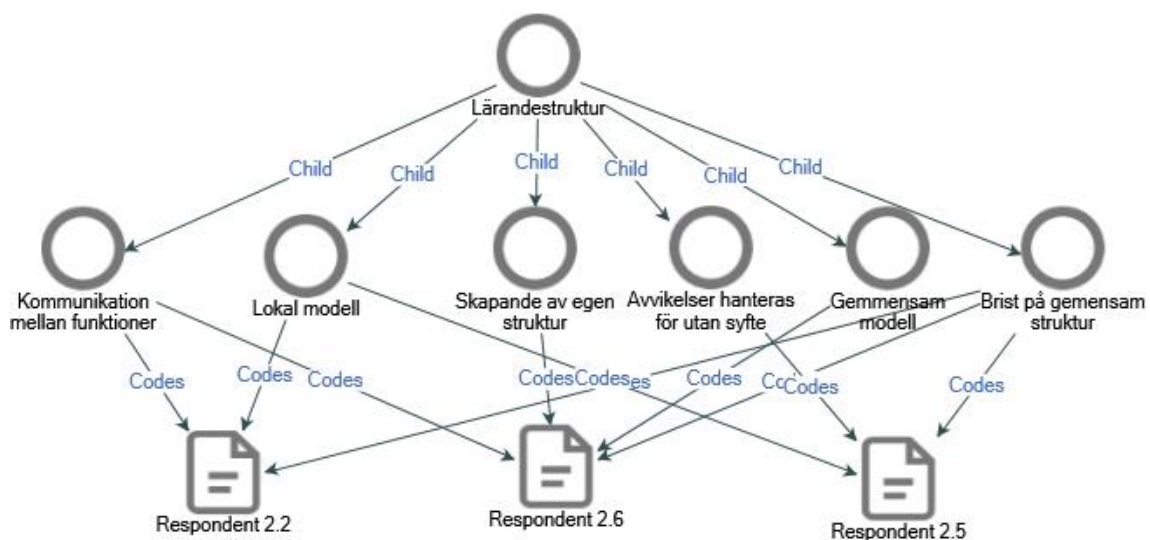 Lärandestruktur
Child
Child
Child
Child
Child
Child
Kommunikation
mellan funktioner
Lokal modell
Skapande av egen
struktur
Avvikelser hanteras
för utan syfte
Gemmensam
modell
Brist på gemensam
struktur
Codes
Codes
Codes
Codes
Codes
es
Codes
Co
Codes
Codes
Respondent 2.2
Respondent 2.6
Respondent 2.5